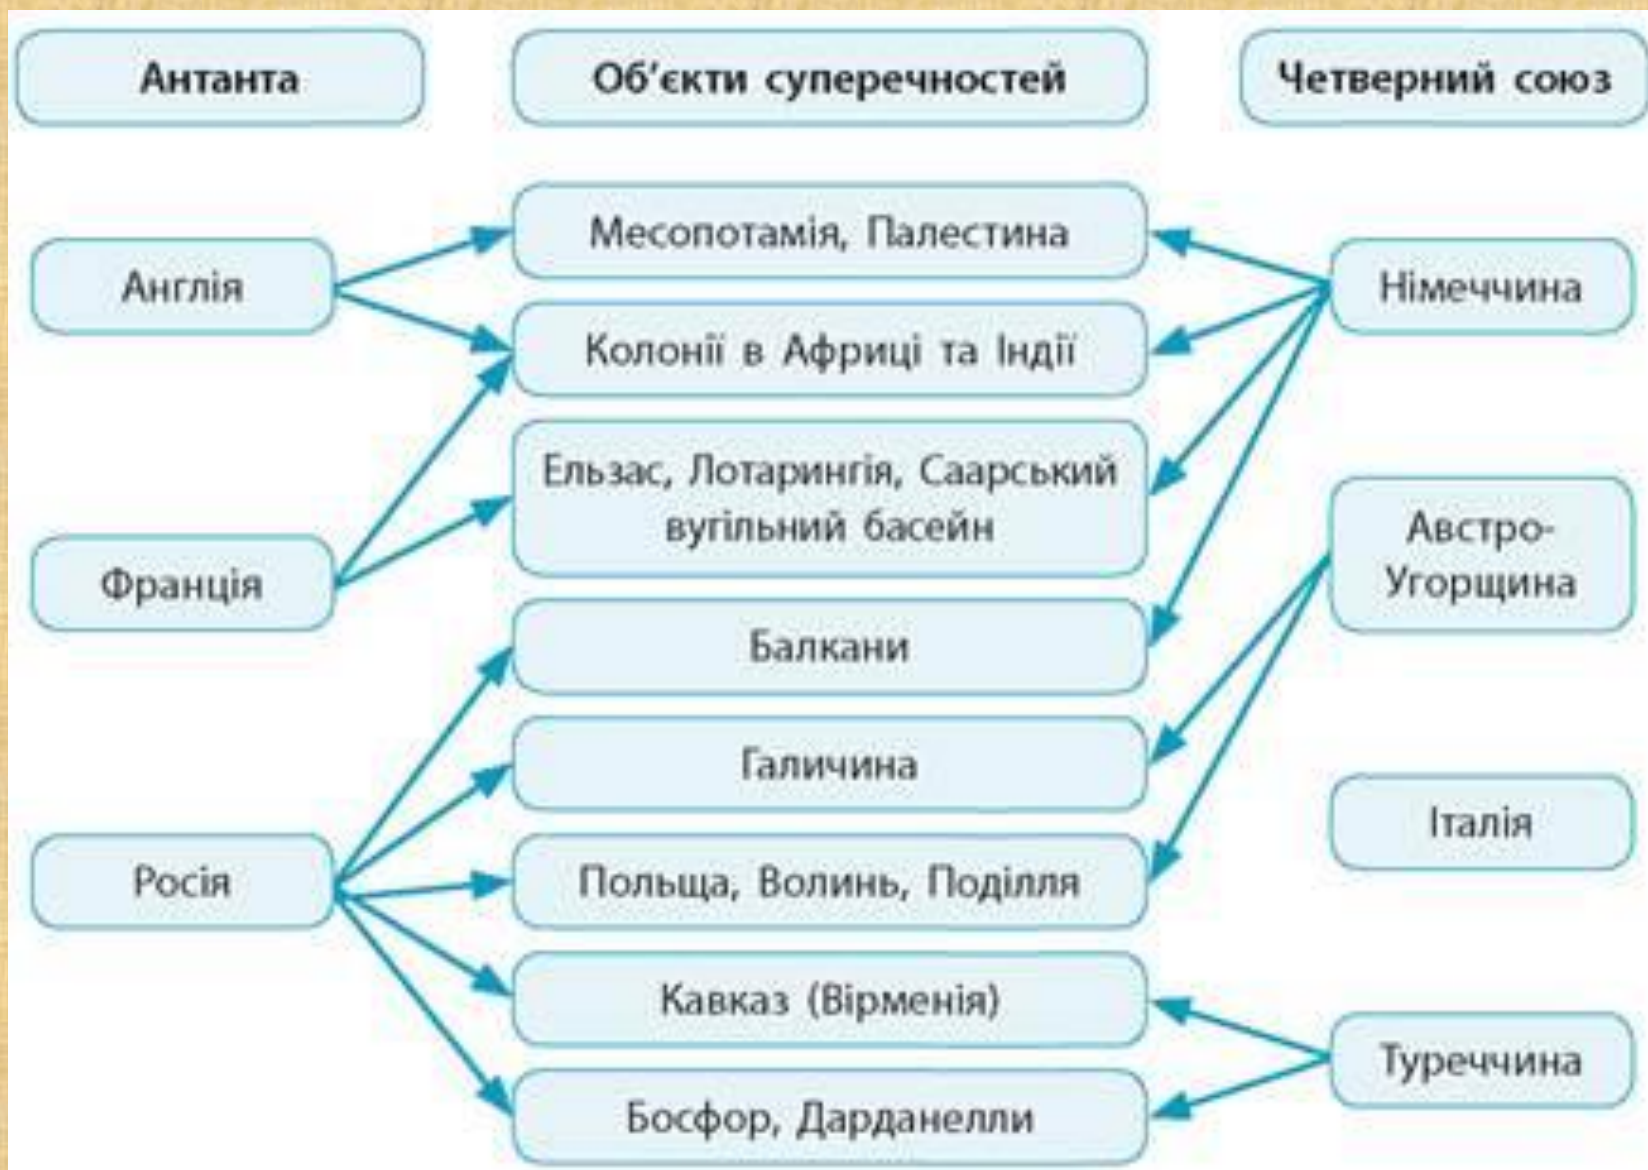 Антанта
Об’єкти суперечностей
Четверний союз
Англія
Франція
Росія
Месопотамія, Палестина
Колонії в Африці та Індії
Ельзас, Лотарингія, Саарський
вугільний басейн
Балкани
Галичина
Польща, Волинь, Поділля
Кавказ (Вірменія)
Босфор, Дарданелли
Німеччина
Австро-
Угорщина
Італія
Туреччина